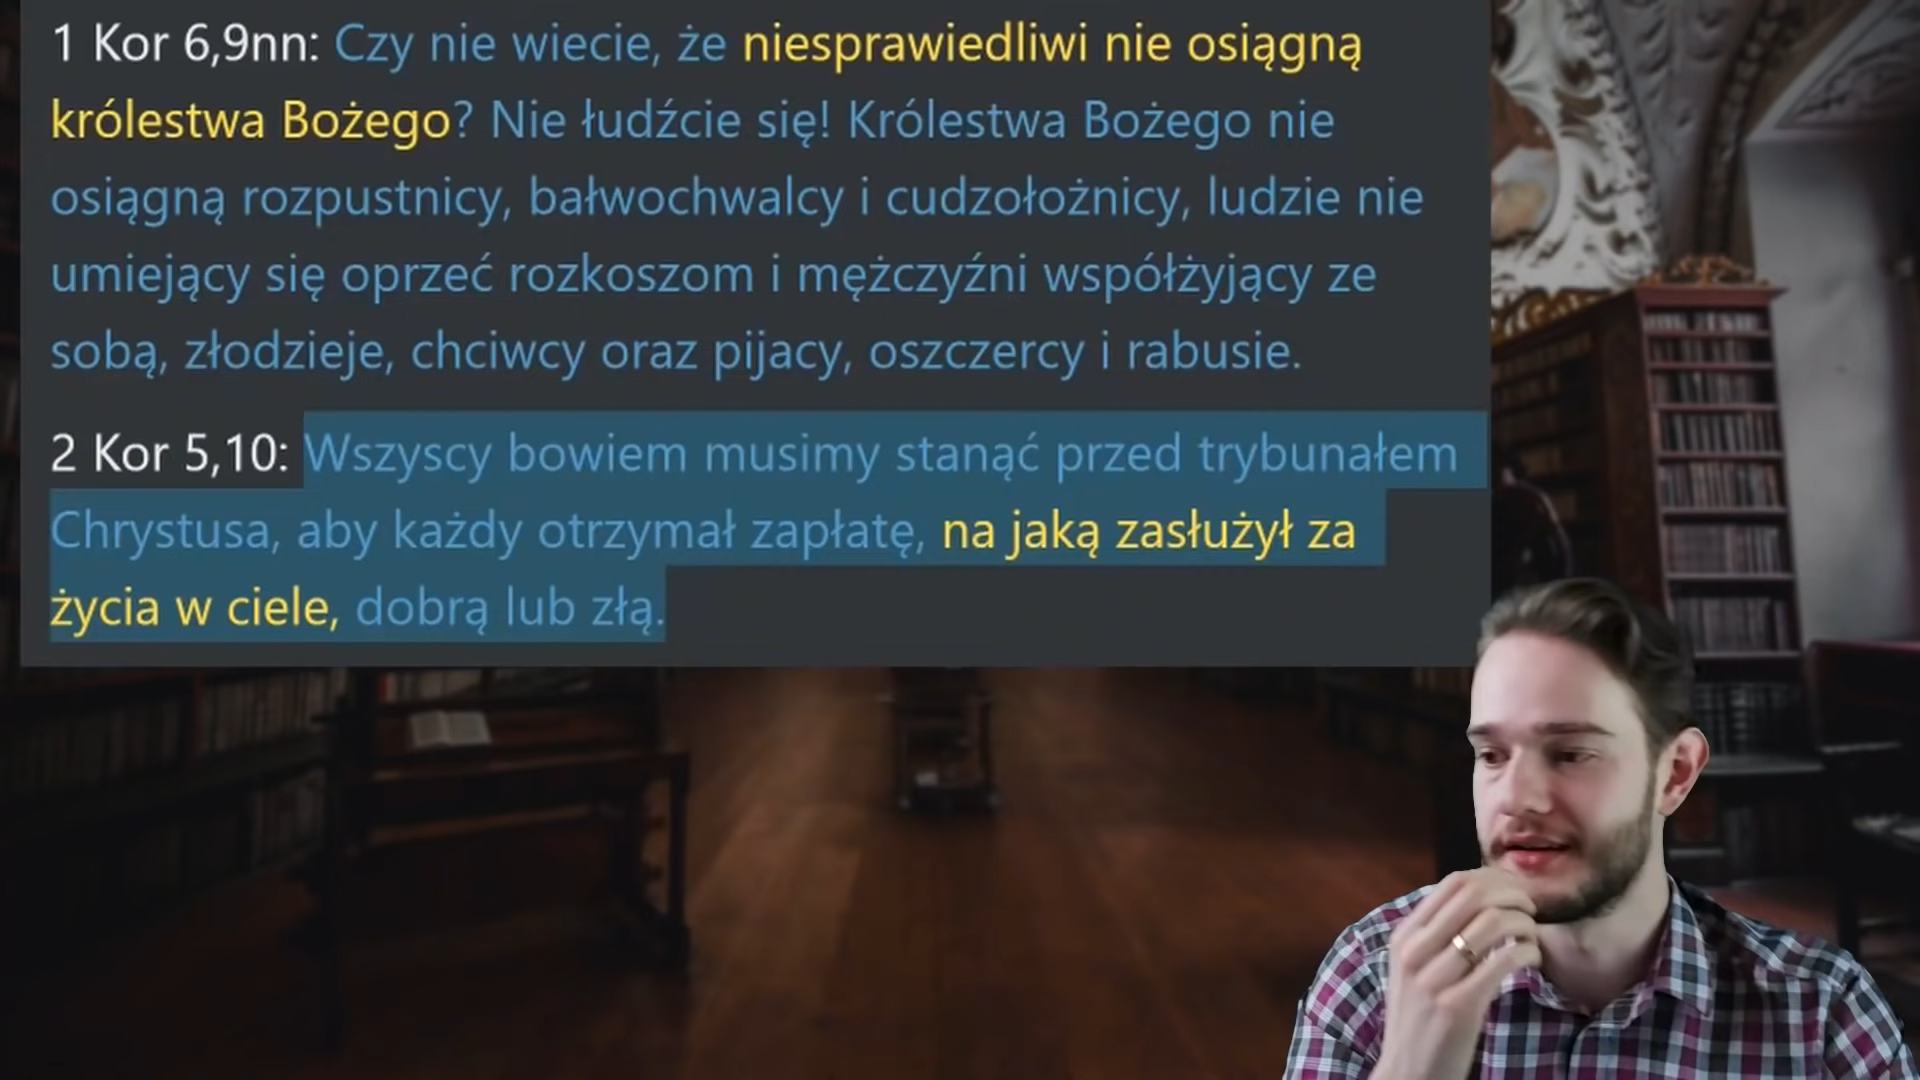 1 Kor 6,9nn: Czy nie wiecie, że niesprawiedliwi nie osiągną
królestwa Bożego? Nie łudźcie się! Królestwa Bożego nie
osiągną rozpustnicy, bałwochwalcy i cudzołożnicy, ludzie nie
umiejący się oprzeć rozkoszom i mężczyźni współżyjący ze
sobą, złodzieje, chciwcy oraz pijacy, oszczercy i rabusie.
2 Kor 5,10: Wszyscy bowiem musimy stanąć przed trybunałem
Chrystusa, aby każdy otrzymał zapłatę, na jaką zasłużył za
życia w ciele, dobrą lub złą.